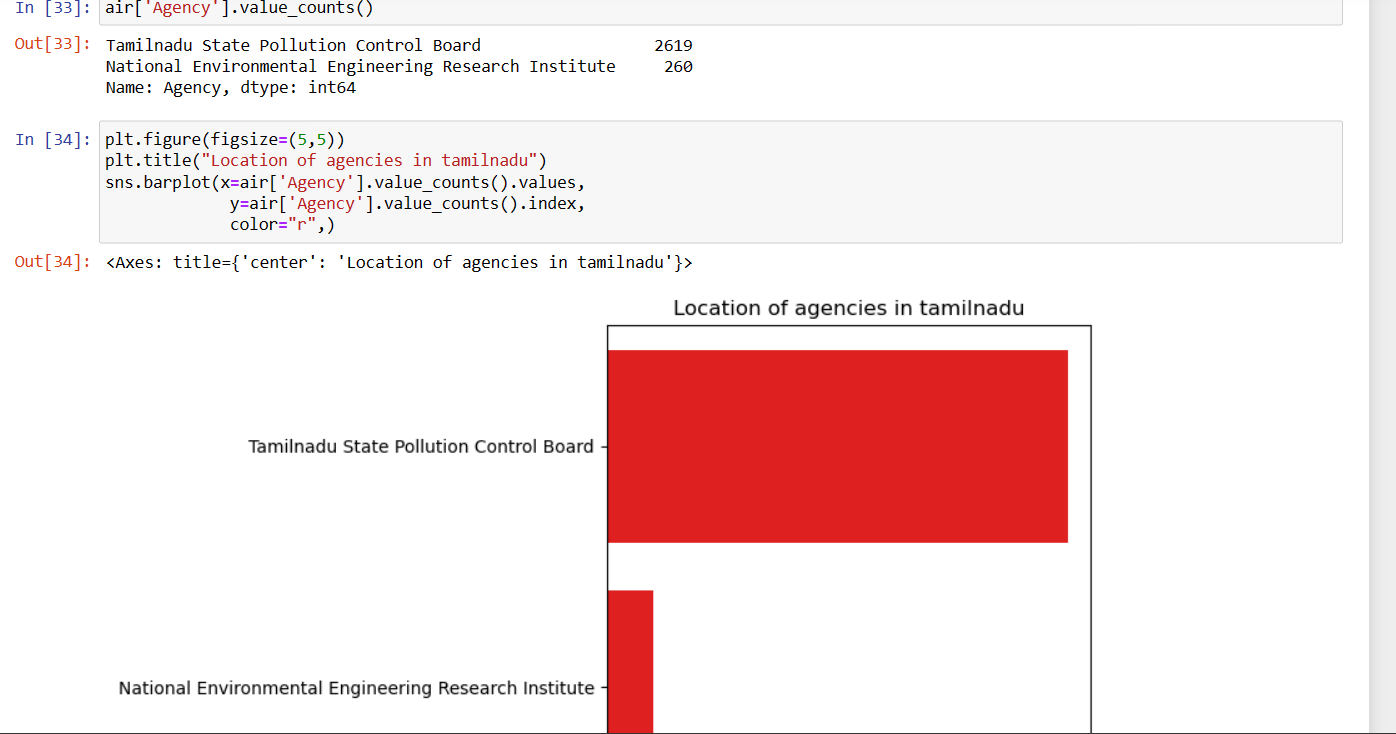 In [33]: air['Agency'].value_counts()
Out[33]: Tamilnadu State Pollution Control Board 2619
National Environmental Engineering Research Institute 260
Name: Agency, dtype: int64
In [34]: plt.figure(figsize=(5,5))
plt.title("Location of agencies in tamilnadu")
sns.barplot(x=air['Agency'].value_counts().values,
y=air['Agency'].value_counts().index,
color="r",)
Out[34]: <Axes: title={'center': 'Location of agencies in tamilnadu'}>
Location of agencies in tamilnadu
Tamilnadu State Pollution Control Board
National Environmental Engineering Research Institute